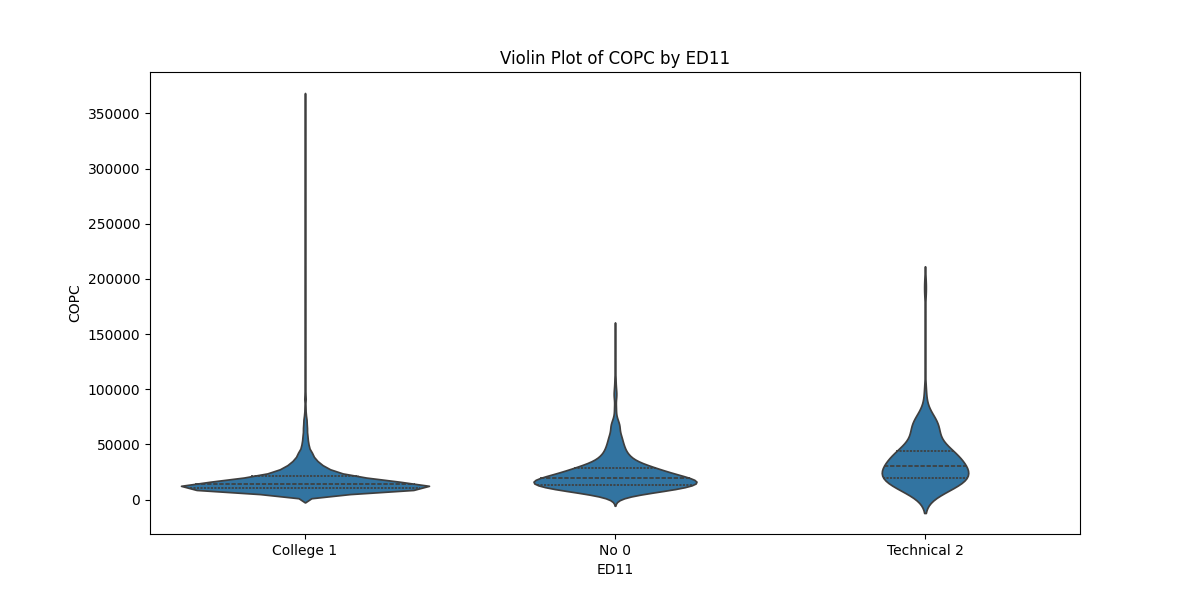 Violin Plot of COPC by ED11
350000
300000
250000
200000
150000
100000
50000
0
COPC
College 1
No 0
Technical 2
ED11